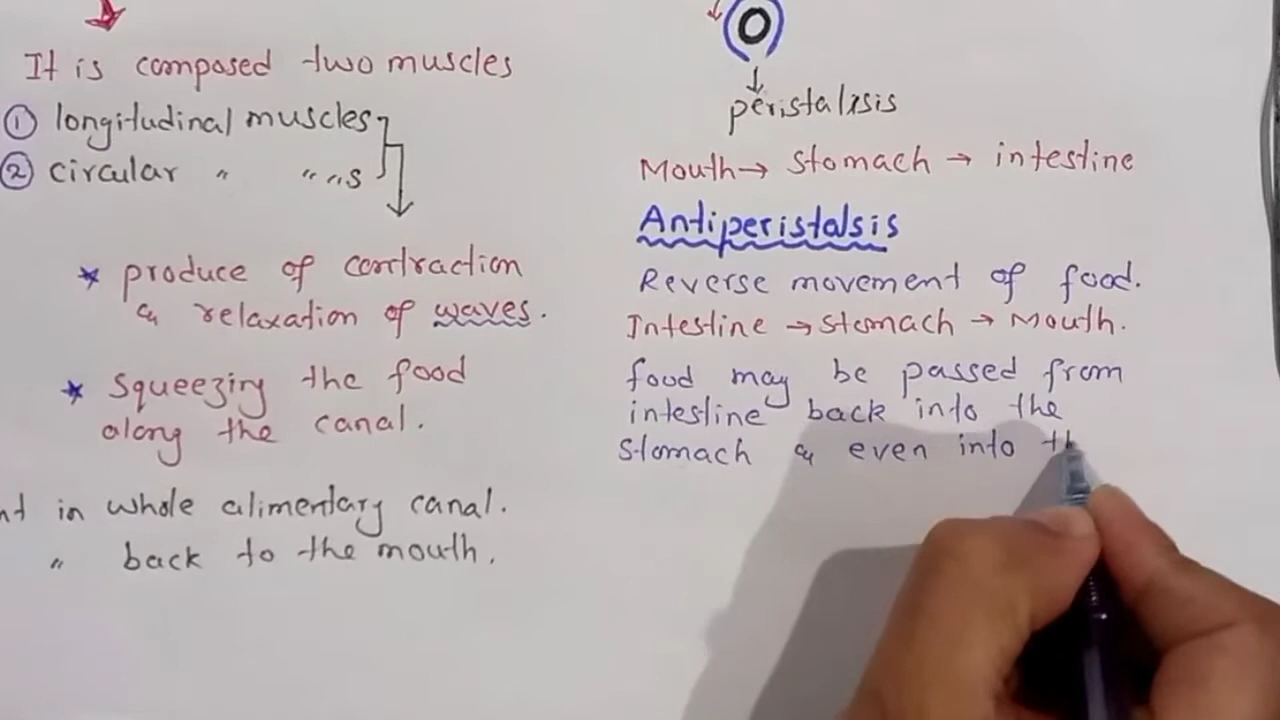 It is composed two muscles
① longitudinal muscles
② circular " " "s
* produce of contraction
& relaxation of waves.
* Squeezing the food
along the canal.
nt in whole alimentary canal.
" back to the mouth.
peristalsis
Mouth → Stomach → intestine
Antiperistalsis
Reverse movement of food.
Intestine → Stomach → Mouth.
food may be passed from
intestine back into the
Stomach & even into th